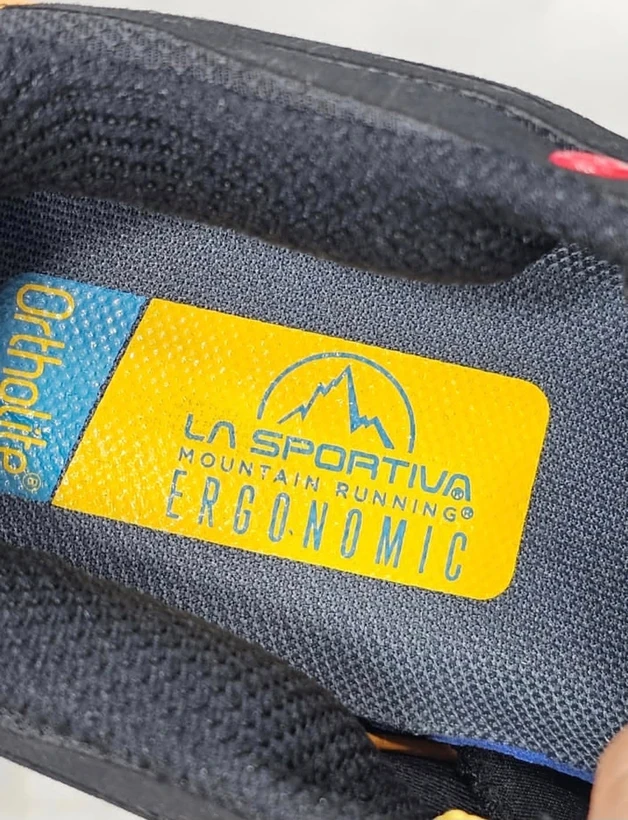 Ortholite®
LA SPORTIVA®
MOUNTAIN RUNNING®
ERGONOMIC